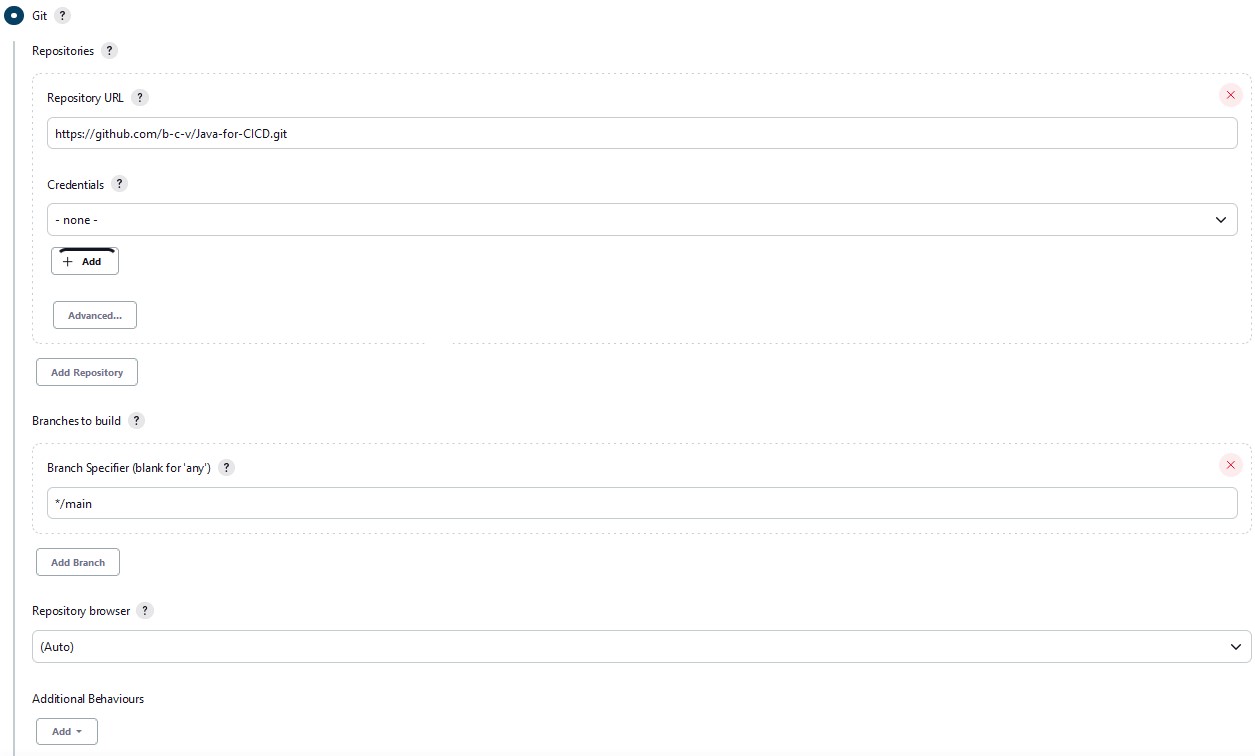 Git ?
Repositories ?
Repository URL ?
https://github.com/b-c-v/Java-for-CICD.git
Credentials ?
- none -
+ Add
Advanced...
Add Repository
Branches to build ?
Branch Specifier (blank for 'any') ?
*/main
Add Branch
Repository browser ?
(Auto)
Additional Behaviours
Add